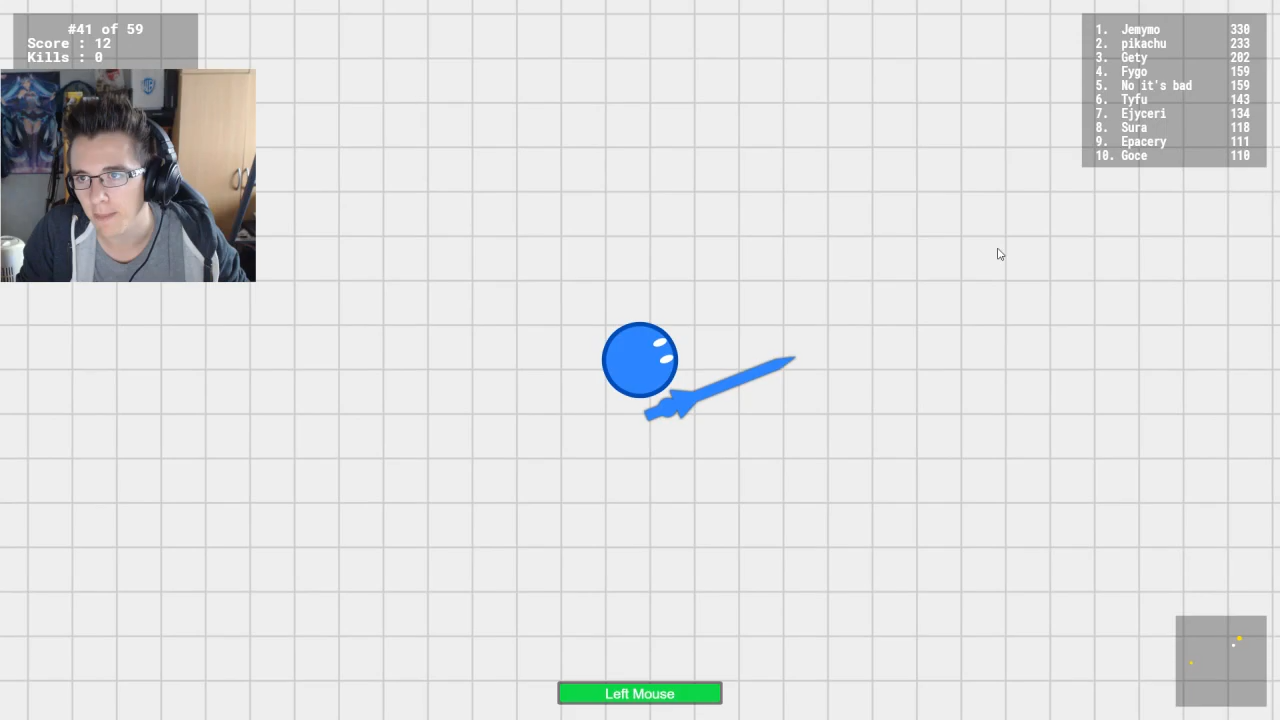 #41 of 59
Score : 12
Kills : 0
1. Jemymo 330
2. pikachu 233
3. Gety 202
4. Fygo 159
5. No it's bad 159
6. Tyfu 143
7. Ejyceri 134
8. Sura 118
9. Epacery 111
10. Goce 110
Left Mouse